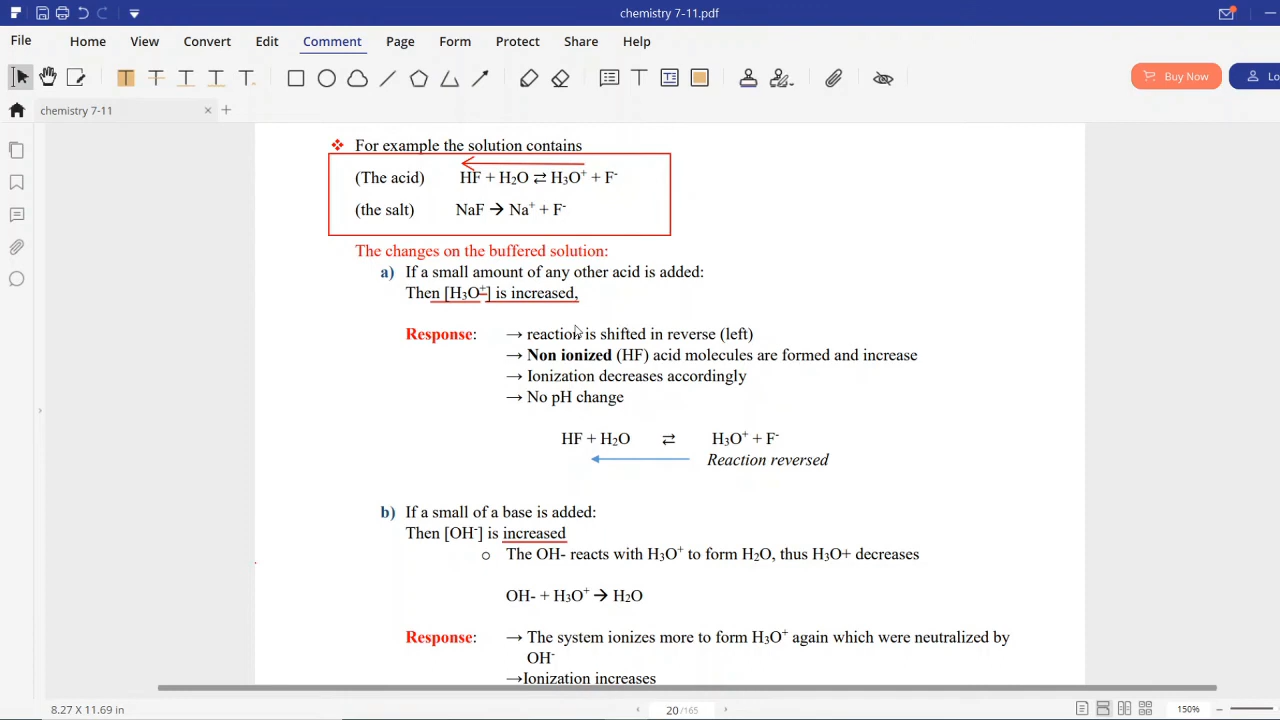 chemistry 7-11.pdf
File Home View Convert Edit Comment Page Form Protect Share Help
Buy Now
chemistry 7-11
❖ For example the solution contains
(The acid) HF + H₂O ⇄ H₃O⁺ + F⁻
(the salt) NaF → Na⁺ + F⁻
The changes on the buffered solution:
a) If a small amount of any other acid is added:
Then [H₃O⁺] is increased,
Response: → reaction is shifted in reverse (left)
→ Non ionized (HF) acid molecules are formed and increase
→ Ionization decreases accordingly
→ No pH change
HF + H₂O ⇄ H₃O⁺ + F⁻
Reaction reversed
b) If a small of a base is added:
Then [OH⁻] is increased
o The OH- reacts with H₃O⁺ to form H₂O, thus H₃O+ decreases
OH- + H₃O⁺ → H₂O
Response: → The system ionizes more to form H₃O⁺ again which were neutralized by
OH⁻
→Ionization increases
8.27 X 11.69 in 20 /165 150%